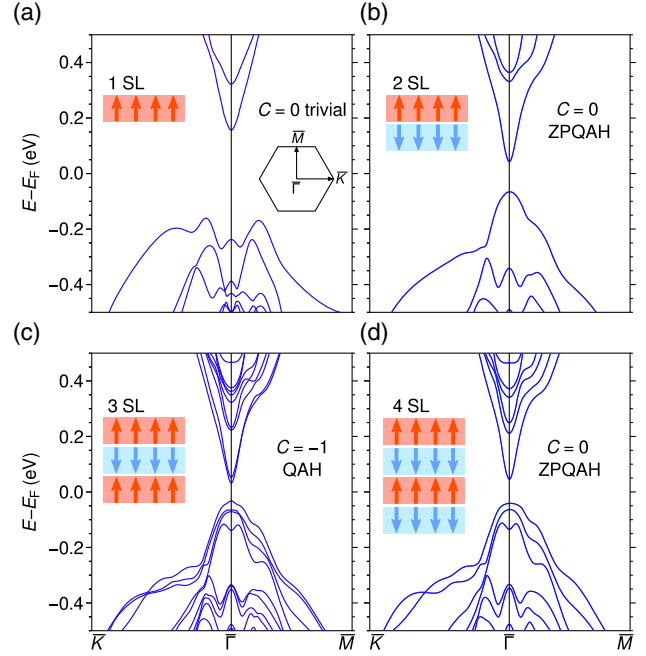 (a)
(b)
1 SL
C = 0 trivial
M̅
K̅
Γ̅
2 SL
C = 0
ZPQAH
E−E_F (eV)
0.4
0.2
0.0
−0.2
−0.4
(c)
(d)
3 SL
C = −1
QAH
4 SL
C = 0
ZPQAH
E−E_F (eV)
0.4
0.2
0.0
−0.2
−0.4
K̅
Γ̅
M̅
K̅
Γ̅
M̅